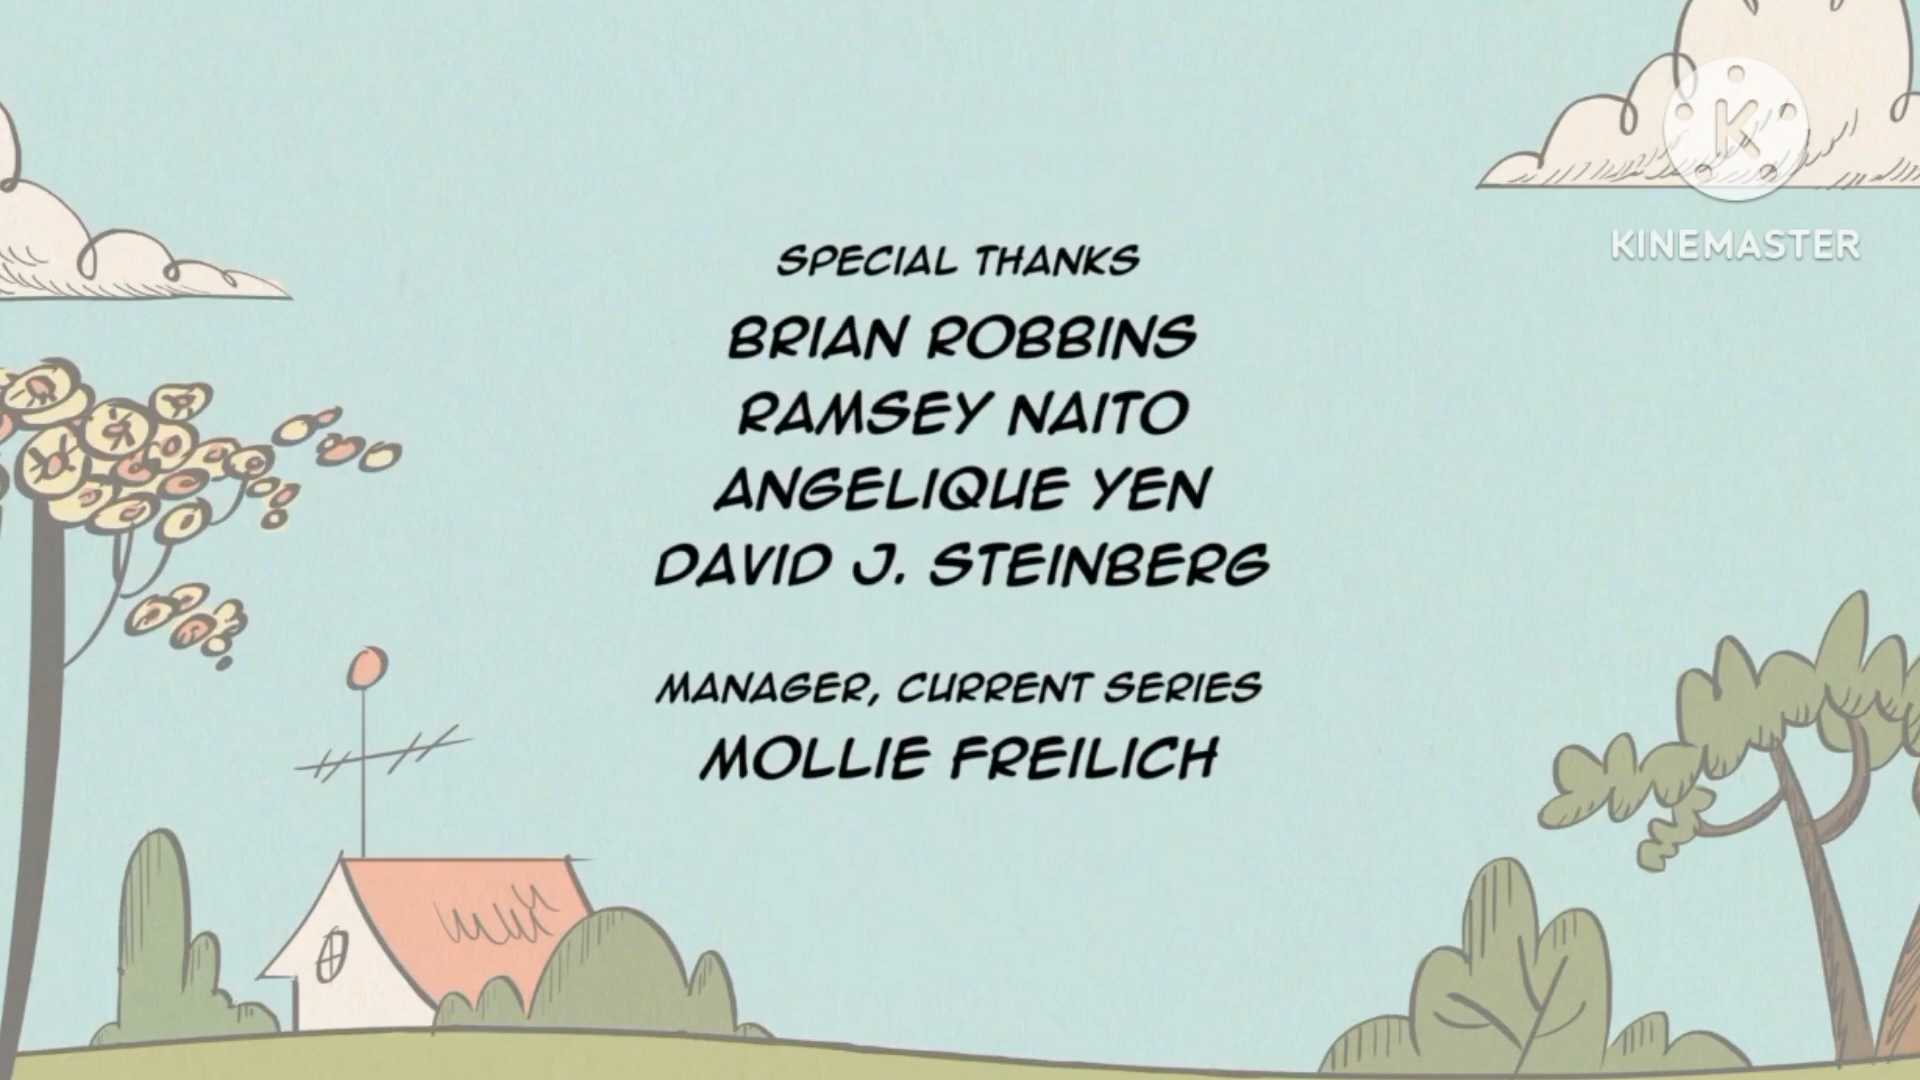 SPECIAL THANKS
BRIAN ROBBINS
RAMSEY NAITO
ANGELIQUE YEN
DAVID J. STEINBERG
MANAGER, CURRENT SERIES
MOLLIE FREILICH
K
KINEMASTER